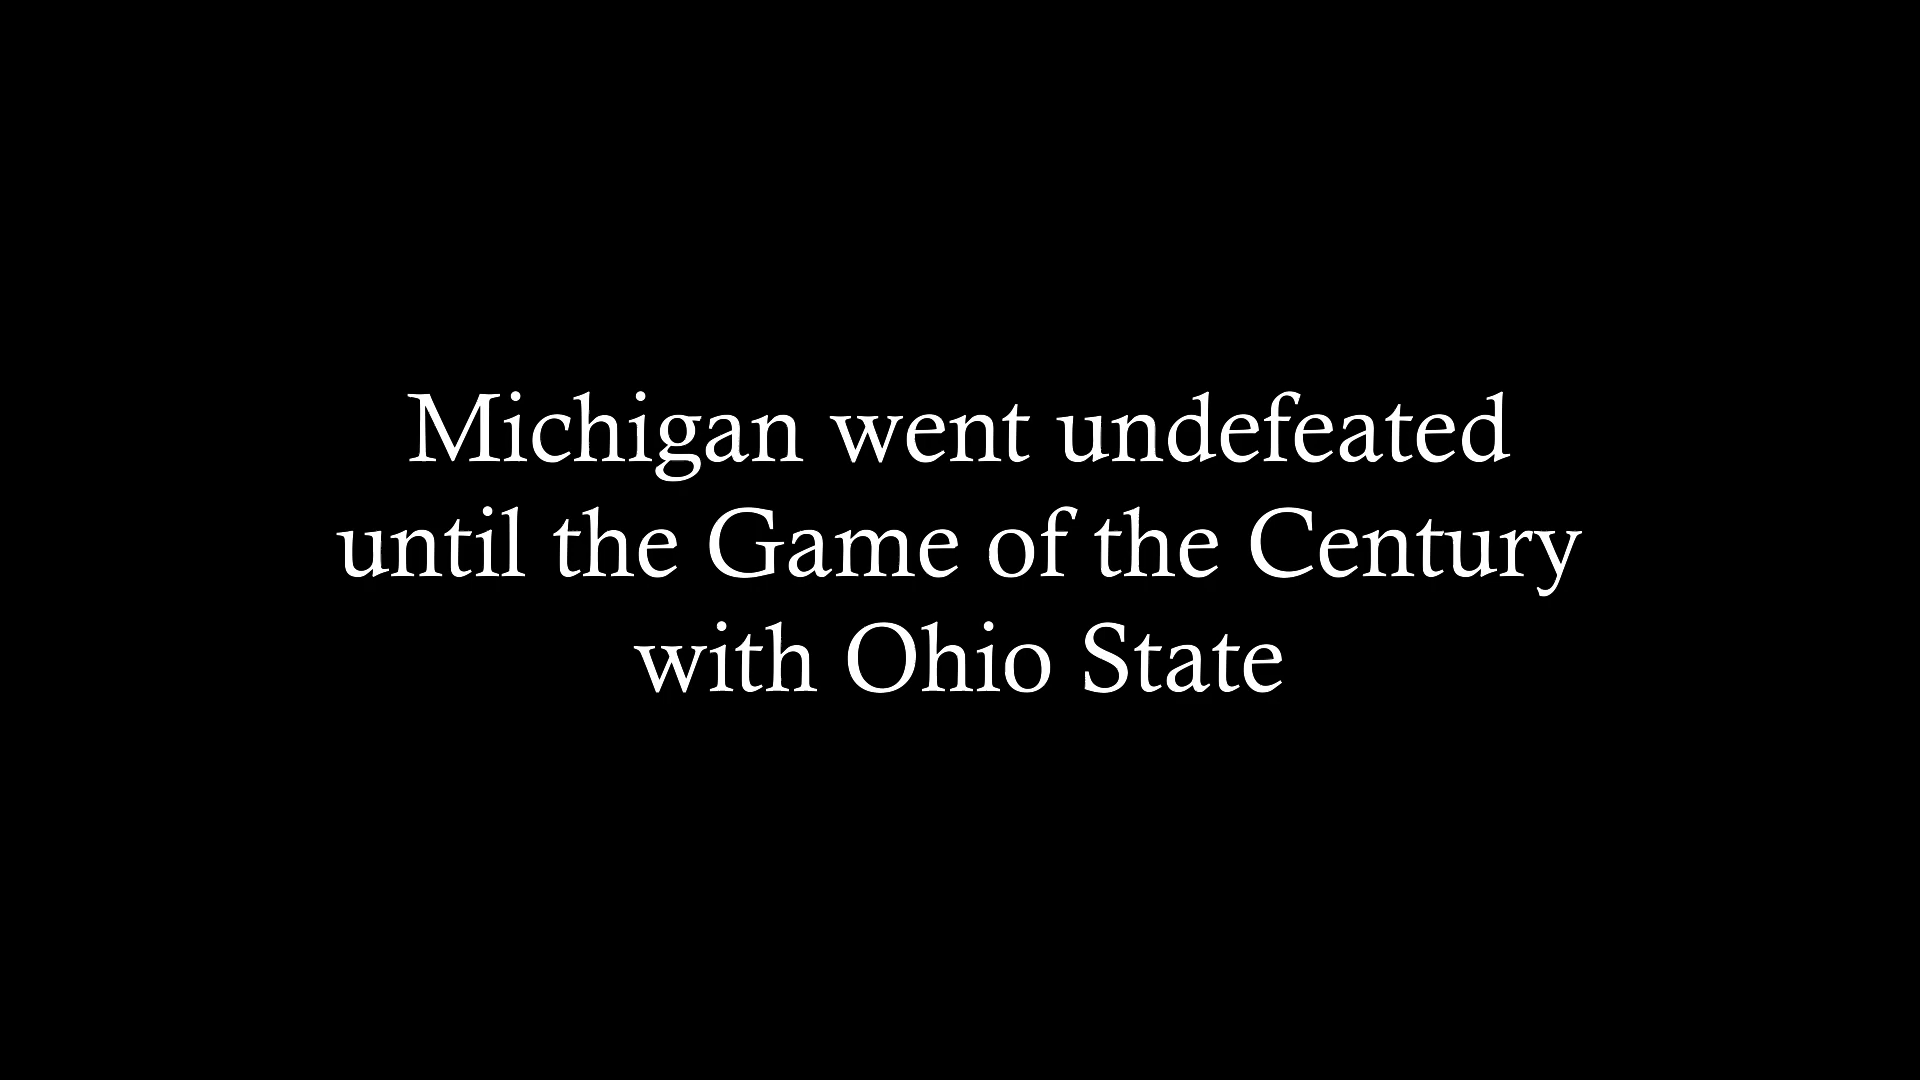 Michigan went undefeated
until the Game of the Century
with Ohio State